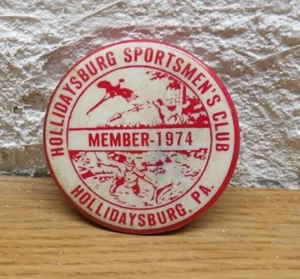 HOLLIDAYSBURG SPORTSMEN'S CLUB
MEMBER-1974
HOLLIDAYSBURG, PA.